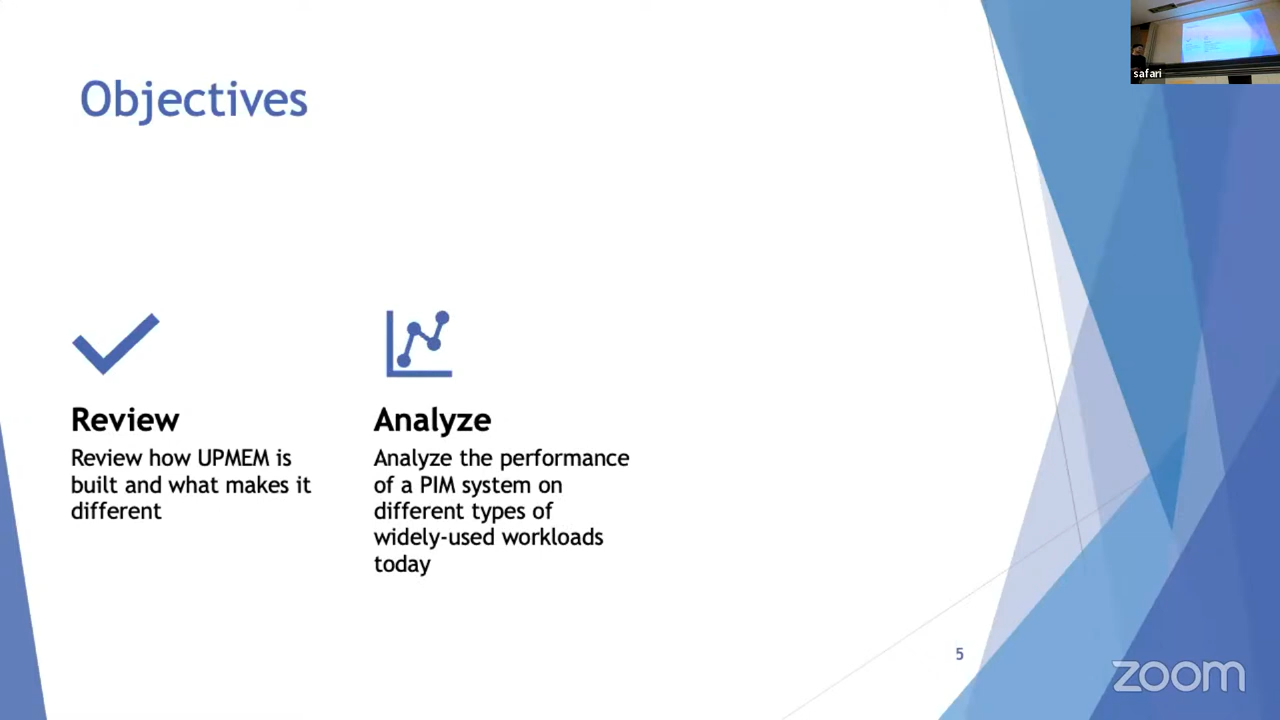 Objectives
safari
Review
Review how UPMEM is
built and what makes it
different
Analyze
Analyze the performance
of a PIM system on
different types of
widely-used workloads
today
5
zoom